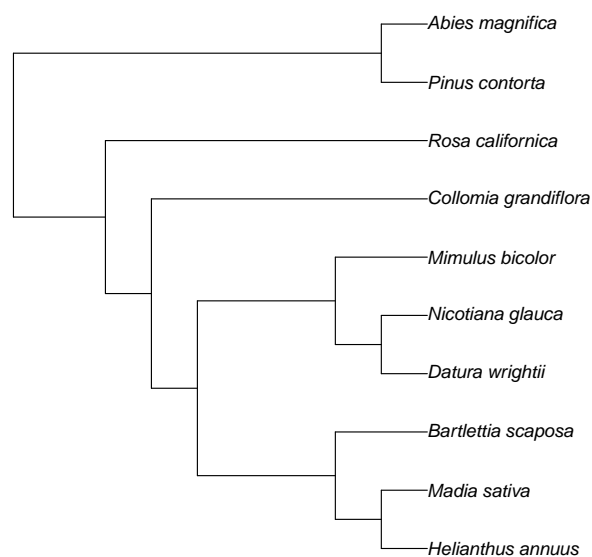 Abies magnifica
Pinus contorta
Rosa californica
Collomia grandiflora
Mimulus bicolor
Nicotiana glauca
Datura wrightii
Bartlettia scaposa
Madia sativa
Helianthus annuus